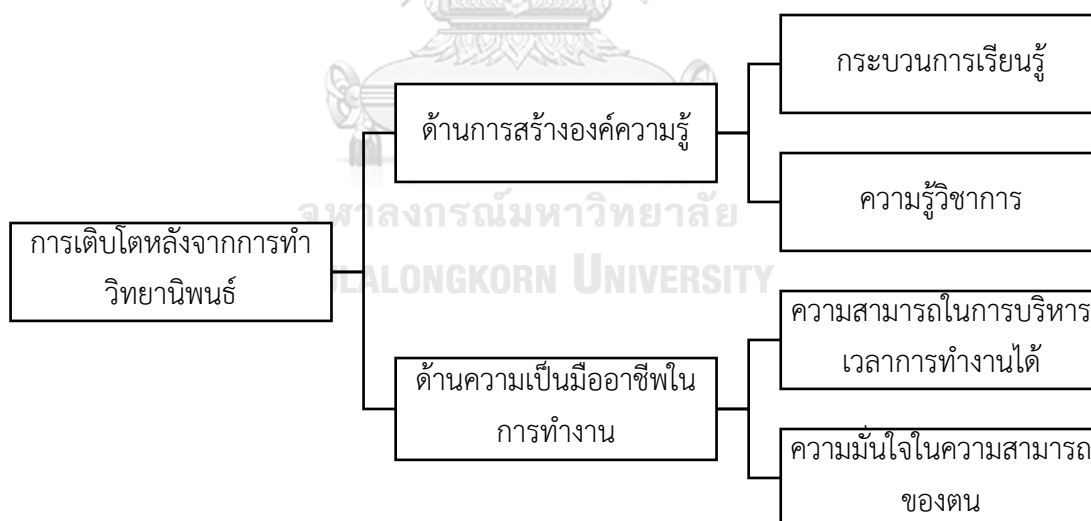 กระบวนการเรียนรู้
ด้านการสร้างองค์ความรู้
ความรู้วิชาการ
จุฬาลงกรณ์มหาวิทยาลัย
การเติบโตหลังจากการทำ
วิทยานิพนธ์
LALONGKORN UNIVERSITY
ความสามารถในการบริหาร
เวลาการทำงานได้
ด้านความเป็นมืออาชีพใน
การทำงาน
ความมั่นใจในความสามารถ
ของตน